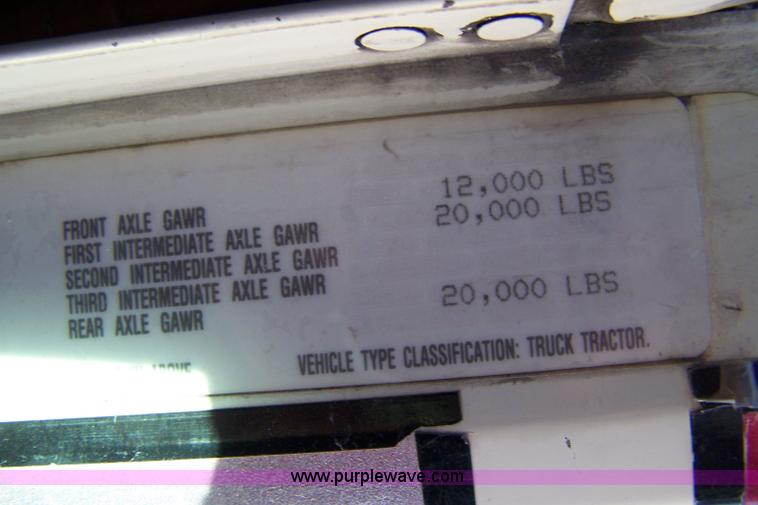 FRONT AXLE GAWR 12,000 LBS
FIRST INTERMEDIATE AXLE GAWR 20,000 LBS
SECOND INTERMEDIATE AXLE GAWR
THIRD INTERMEDIATE AXLE GAWR
REAR AXLE GAWR 20,000 LBS
ABOVE
VEHICLE TYPE CLASSIFICATION: TRUCK TRACTOR.
www.purplewave.com